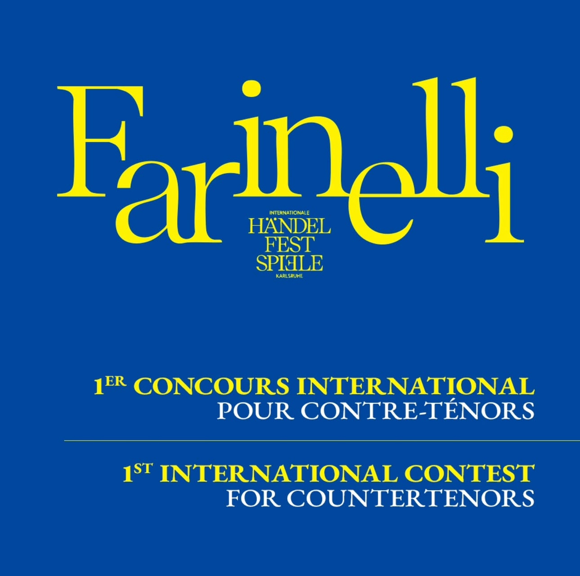 Farinelli
INTERNATIONALE
HÄNDEL
FEST
SPIELE
KARLSRUHE
1ER CONCOURS INTERNATIONAL
POUR CONTRE-TÉNORS
1ST INTERNATIONAL CONTEST
FOR COUNTERTENORS